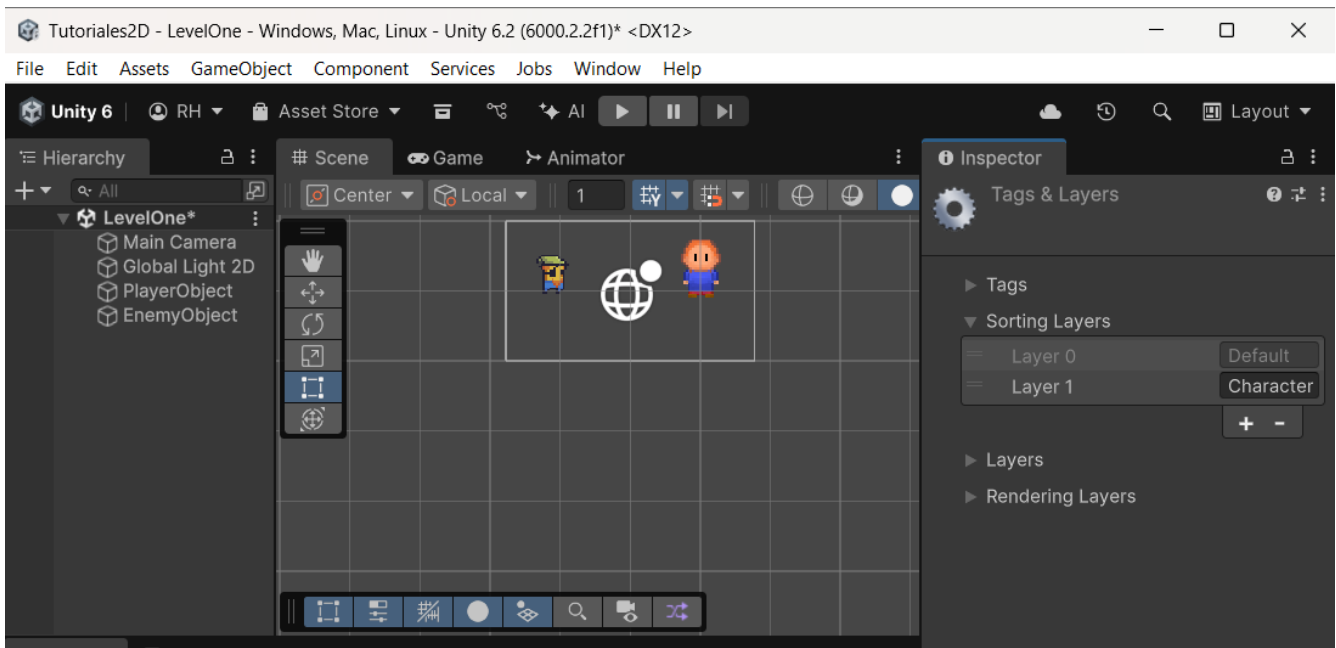 Tutoriales2D - LevelOne - Windows, Mac, Linux - Unity 6.2 (6000.2.2f1)* <DX12>
File Edit Assets GameObject Component Services Jobs Window Help
Unity 6 RH Asset Store AI Layout
Hierarchy
All
LevelOne*
Main Camera
Global Light 2D
PlayerObject
EnemyObject
Scene Game Animator
Center Local 1
Inspector
Tags & Layers
Tags
Sorting Layers
Layer 0 Default
Layer 1 Character
Layers
Rendering Layers